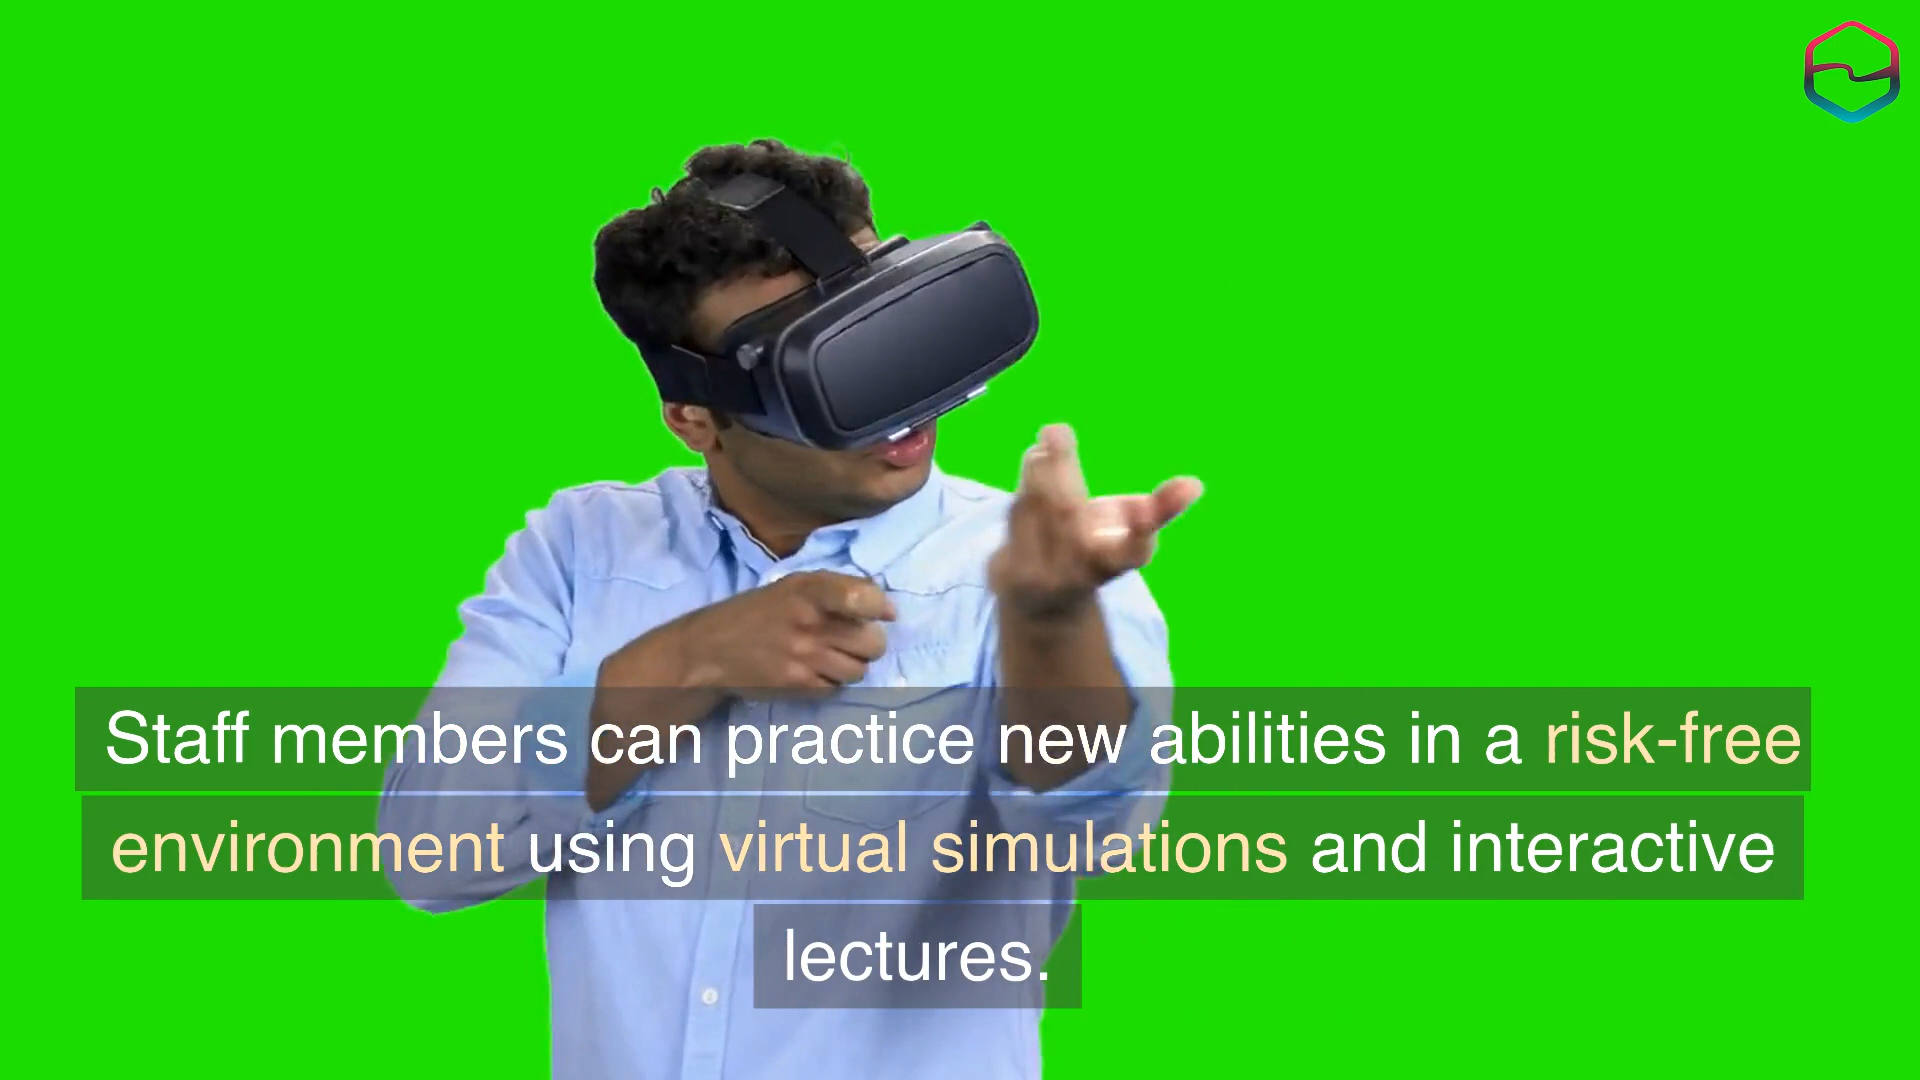 Staff members can practice new abilities in a risk-free
environment using virtual simulations and interactive
lectures.